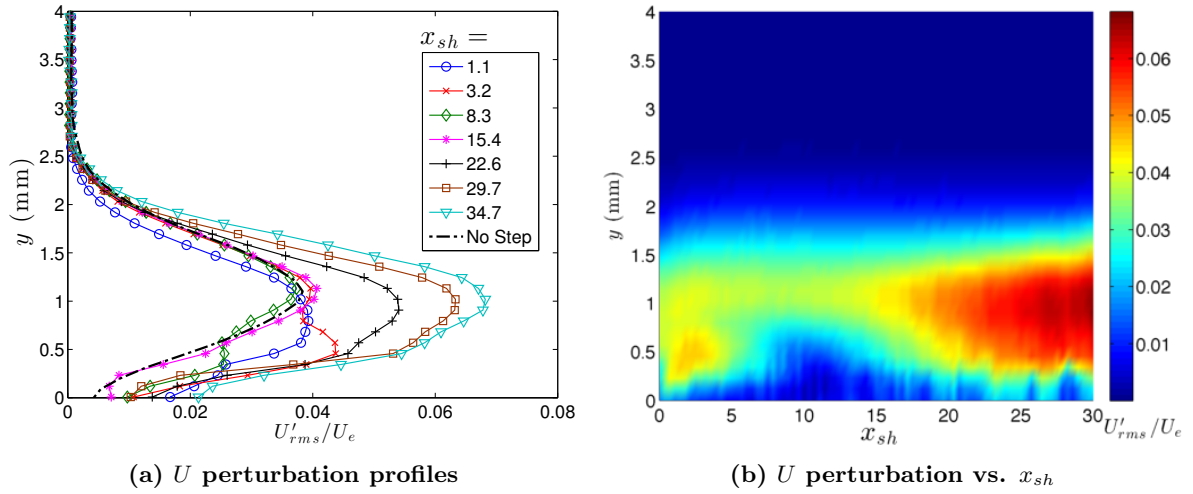 4
3.5
3
2.5
2
1.5
1
0.5
0
y (mm)
0 0.02 0.04 0.06 0.08
U′rms/Ue
xsh =
1.1
3.2
8.3
15.4
22.6
29.7
34.7
No Step
(a) U perturbation profiles
4
3.5
3
2.5
2
1.5
1
0.5
0
y (mm)
0 5 10 15 20 25 30
xsh
0.06
0.05
0.04
0.03
0.02
0.01
U′rms/Ue
(b) U perturbation vs. xsh